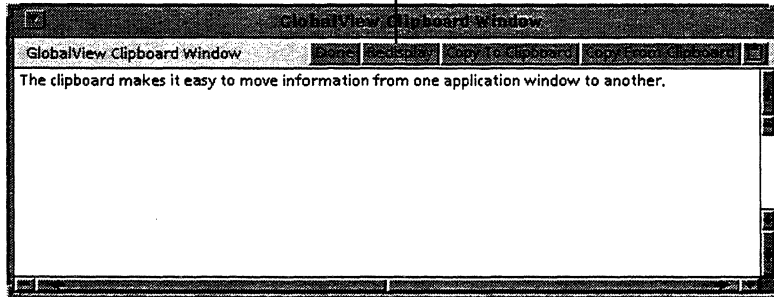 GlobalView Clipboard Window
GlobalView Clipboard Window Done Redisplay Copy To Clipboard Copy From Clipboard
The clipboard makes it easy to move information from one application window to another.